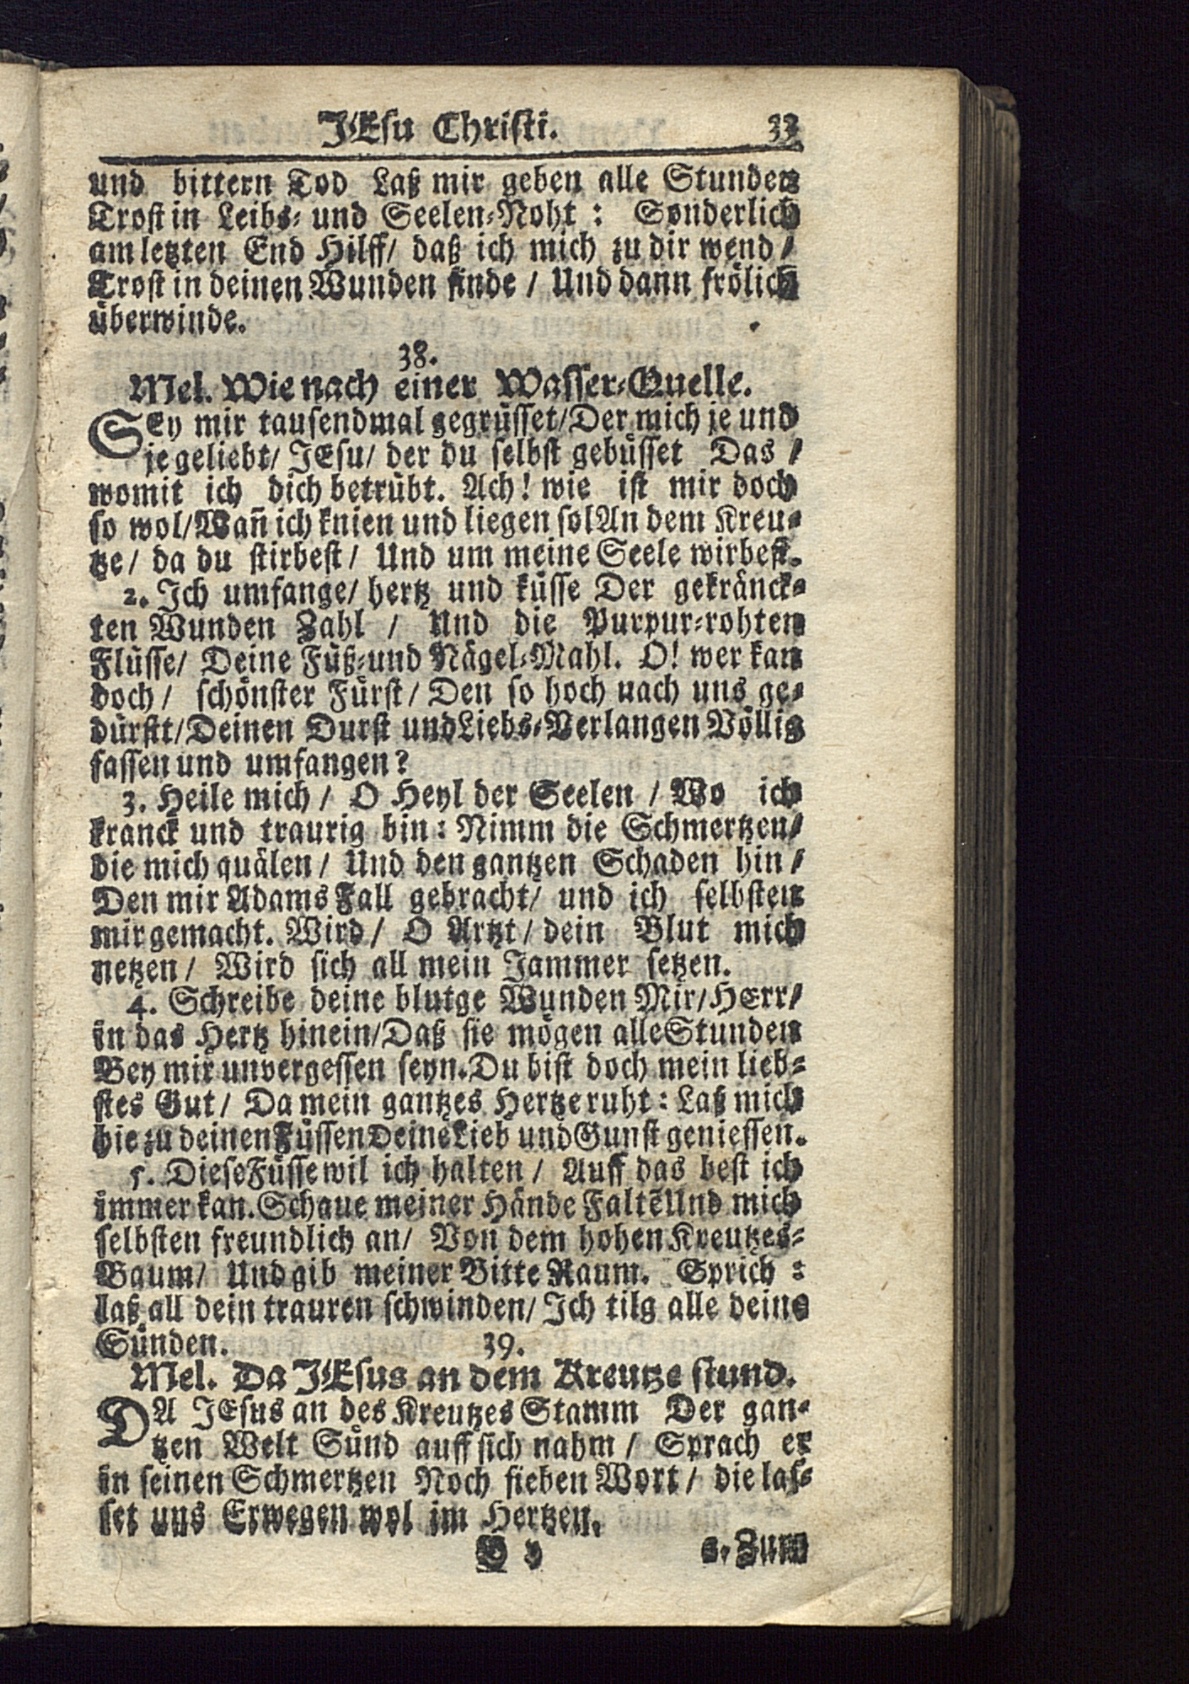 JEsu Christi. 33
und bittern Tod Laß mir geben alle Stunden
Trost in Leibs- und Seelen-Noht : Sonderlich
am letzten End Hilff/ daß ich mich zu dir wend /
Trost in deinen Wunden finde / Und dann frölich
überwinde.
38.
Mel. Wie nach einer Wasser-Quelle.
SEy mir tausendmal gegrüsset/Der mich je und
je geliebt/ JEsu/ der du selbst gebüsset Das /
womit ich dich betrübt. Ach! wie ist mir doch
so wol/Wañ ich knien und liegen sol An dem Kreu-
tze/ da du stirbest/ Und um meine Seele wirbest.
2. Ich umfange/ hertz und küsse Der gekränck-
ten Wunden Zahl / Und die Purpur-rohten
Flüsse/ Deine Füß-und Nägel-Mahl. O! wer kan
doch/ schönster Fürst/ Den so hoch nach uns ge-
dürstt/Deinen Durst und Liebs-Verlangen Völlig
fassen und umfangen?
3. Heile mich / O Heyl der Seelen / Wo ich
kranck und traurig bin: Nimm die Schmertzen/
die mich quälen/ Und den gantzen Schaden hin/
Den mir Adams Fall gebracht/ und ich selbsten
mir gemacht. Wird/ O Artzt/ dein Blut mich
netzen/ Wird sich all mein Jammer setzen.
4. Schreibe deine blutge Wunden Mir/HErr/
in das Hertz hinein/Daß sie mögen alle Stunden
Bey mir unvergessen seyn. Du bist doch mein lieb-
stes Gut/ Da mein gantzes Hertze ruht: Laß mich
hie zu deinen Füssen Deine Lieb und Gunst geniessen.
5. Diese Füsse wil ich halten / Auff das best ich
immer kan. Schaue meiner Hände Faltẽ Und mich
selbsten freundlich an/ Von dem hohen Kreutzes-
Baum/ Und gib meiner Bitte Raum. Sprich :
laß all dein trauren schwinden/ Ich tilg alle deine
Sünden. 39.
Mel. Da JEsus an dem Kreutze stund.
DA JEsus an des Kreutzes Stamm Der gan-
tzen Welt Sünd auff sich nahm / Sprach er
in seinen Schmertzen Noch sieben Wort / die las-
set uns Erwegen wol im Hertzen.
B v 2. Zum